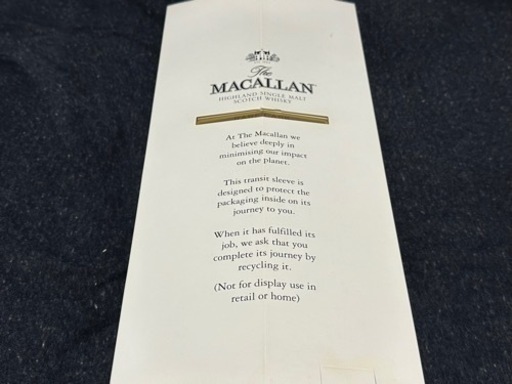 The
MACALLAN
HIGHLAND SINGLE MALT
SCOTCH WHISKY
At The Macallan we
believe deeply in
minimising our impact
on the planet.
This transit sleeve is
designed to protect the
packaging inside on its
journey to you.
When it has fulfilled its
job, we ask that you
complete its journey by
recycling it.
(Not for display use in
retail or home)